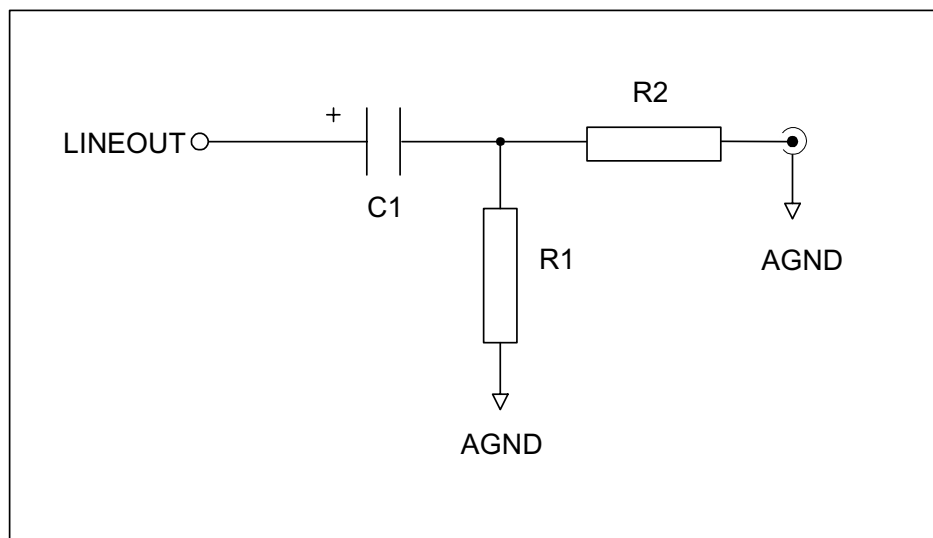 R2
+
LINEOUT
C1
R1
AGND
AGND